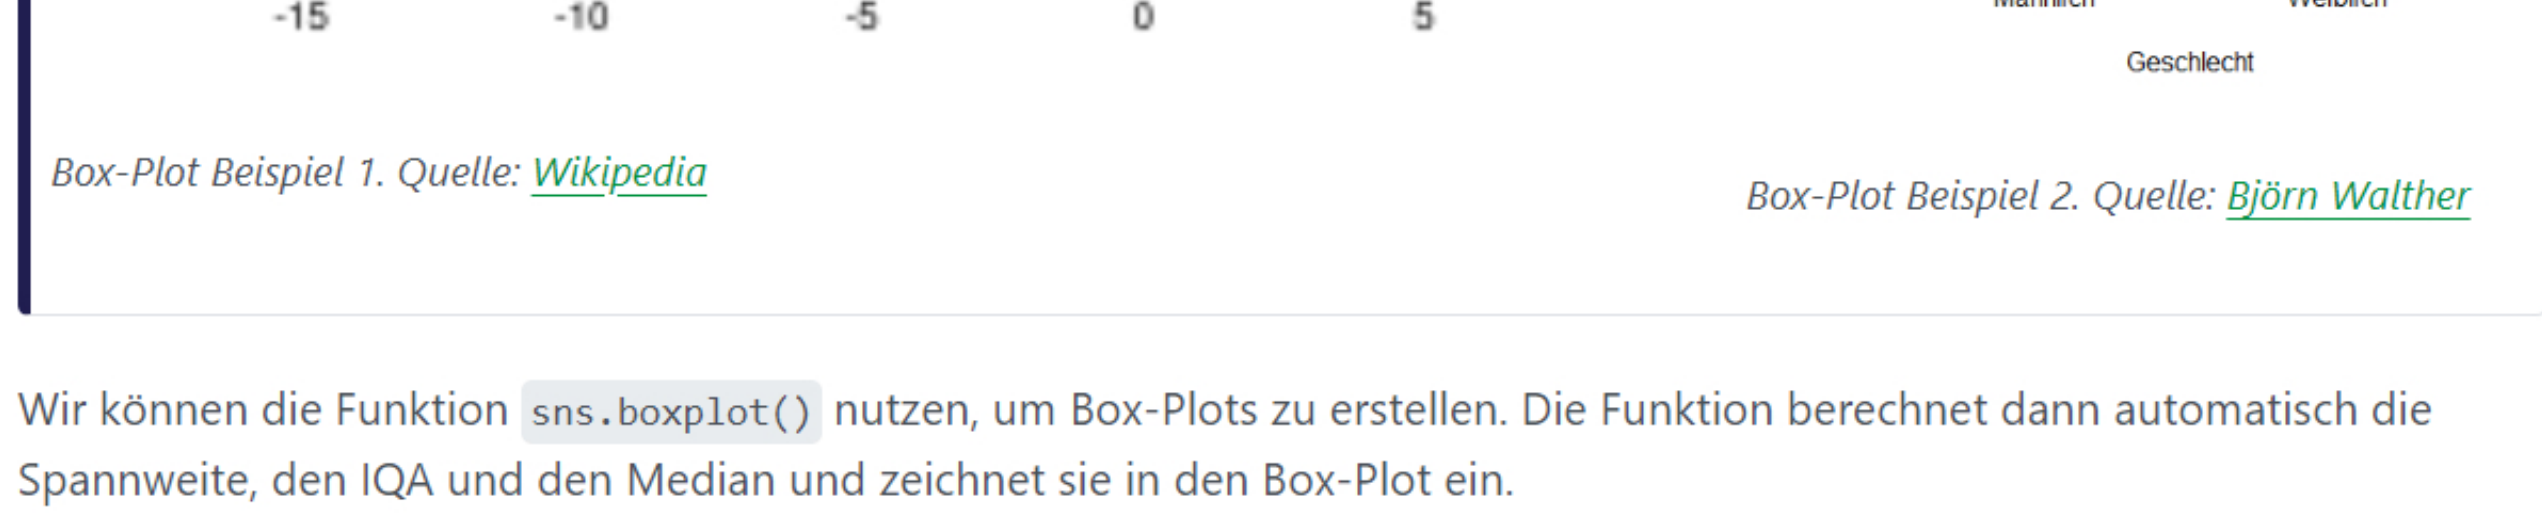 -15 -10 -5 0 5
Männlich Weiblich
Geschlecht
Box-Plot Beispiel 1. Quelle: Wikipedia
Box-Plot Beispiel 2. Quelle: Björn Walther
Wir können die Funktion sns.boxplot() nutzen, um Box-Plots zu erstellen. Die Funktion berechnet dann automatisch die
Spannweite, den IQA und den Median und zeichnet sie in den Box-Plot ein.